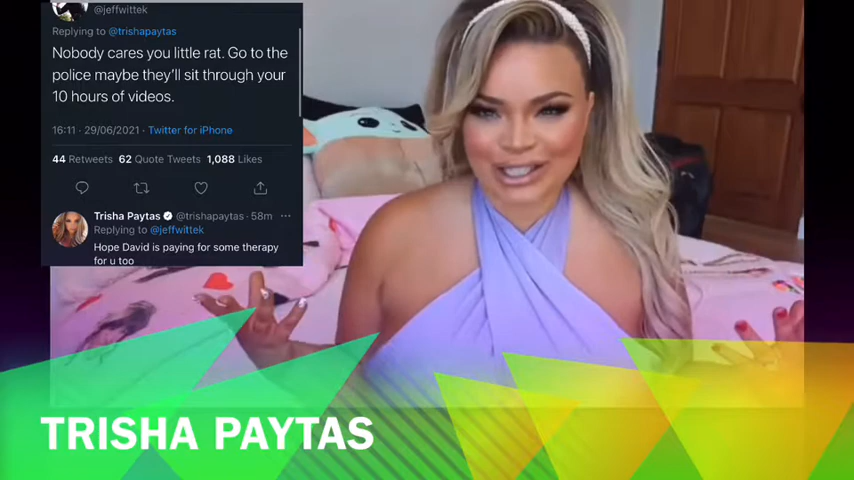 @jeffwittek
Replying to @trishapaytas
Nobody cares you little rat. Go to the
police maybe they'll sit through your
10 hours of videos.
16:11 · 29/06/2021 · Twitter for iPhone
44 Retweets 62 Quote Tweets 1,088 Likes
Trisha Paytas @trishapaytas · 58m ···
Replying to @jeffwittek
Hope David is paying for some therapy
for u too
TRISHA PAYTAS